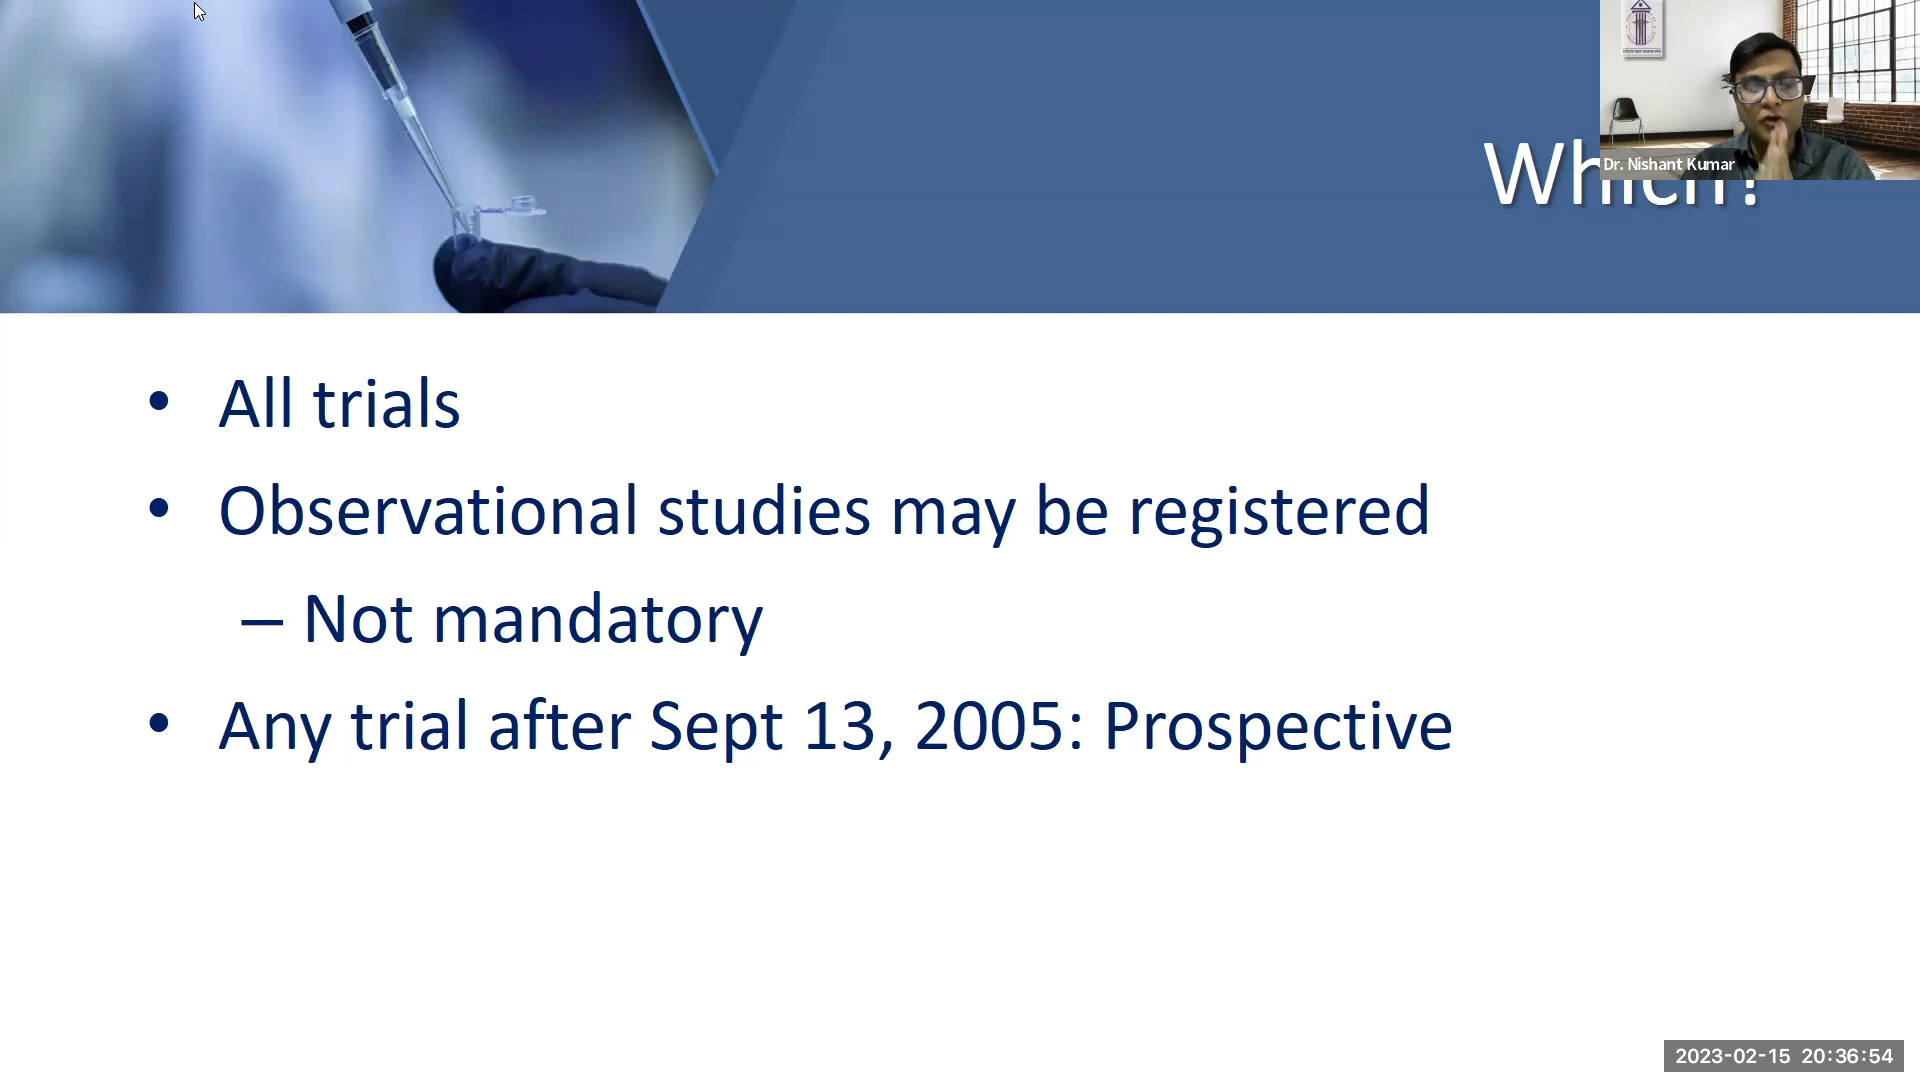 Which?
Dr. Nishant Kumar
• All trials
• Observational studies may be registered
– Not mandatory
• Any trial after Sept 13, 2005: Prospective
2023-02-15 20:36:54